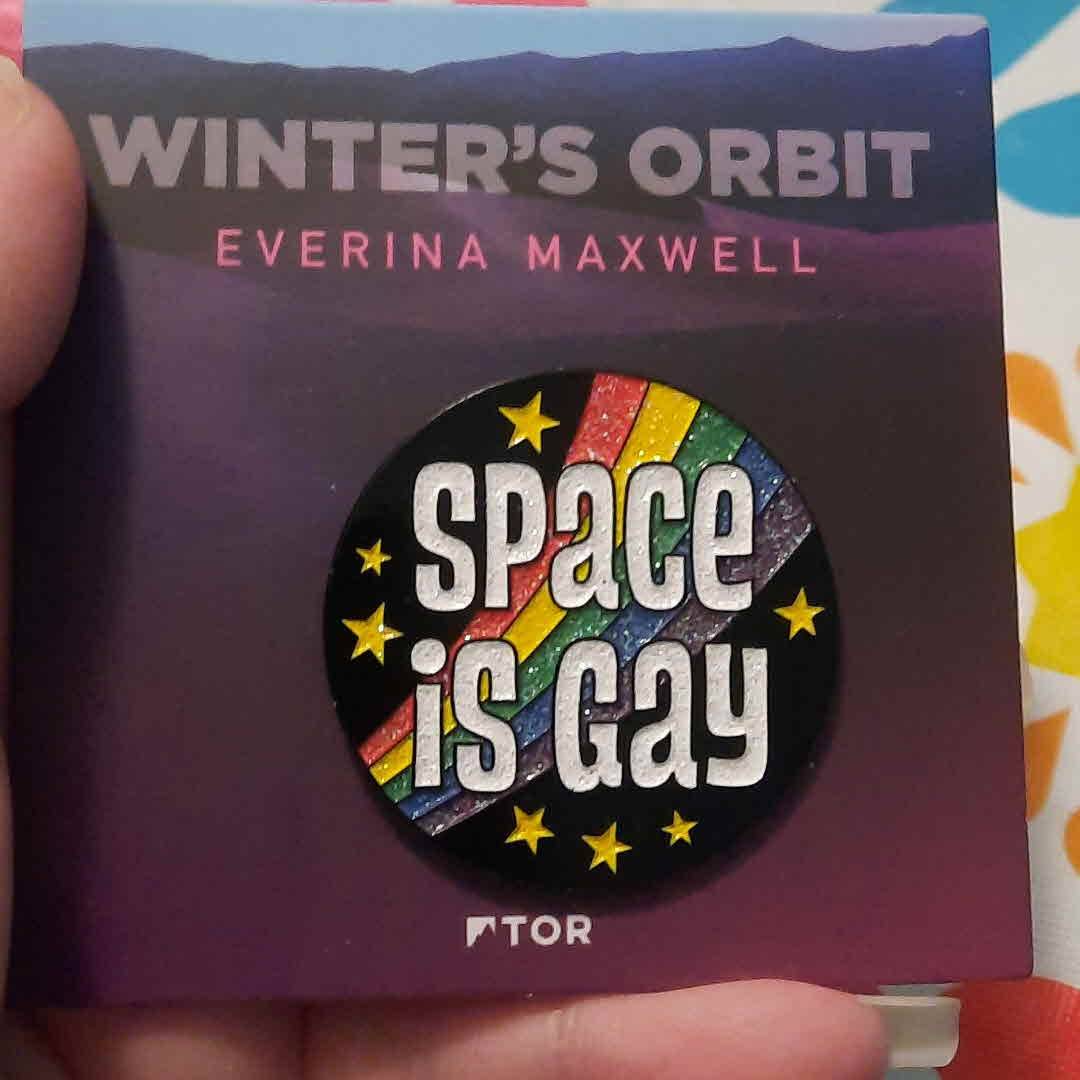 WINTER'S ORBIT
EVERINA MAXWELL
SPace
iS Gay
TOR